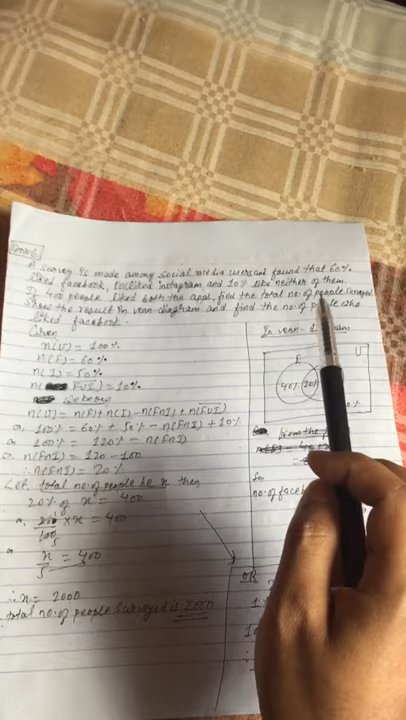 A survey is made among social media users and found that 60%
liked facebook, 50% liked instagram and 10% like neither of them.
If 400 people liked both the apps, find the total no. of people surveyed.
Show the result in venn-diagram and find the no. of people who
liked facebook.
Given
n(U) = 100%
n(F) = 60%
n(I) = 50%
n(F∪I) = 10%
n(U) = n(F) + n(I) - n(F∩I) + n(F∪I)
or, 100% = 60% + 50% - n(F∩I) + 10%
or 100% = 120% - n(F∩I)
or n(F∩I) = 120 - 100
∴ n(F∩I) = 20%
Let total no. of people be x then
20% of x = 400
x x = 400
100 5
or
x/5 = 400
∴ x = 2000
total no. of people surveyed is 2000
In venn-diagram
F
U
40% 20%
from the
So
no. of
OR